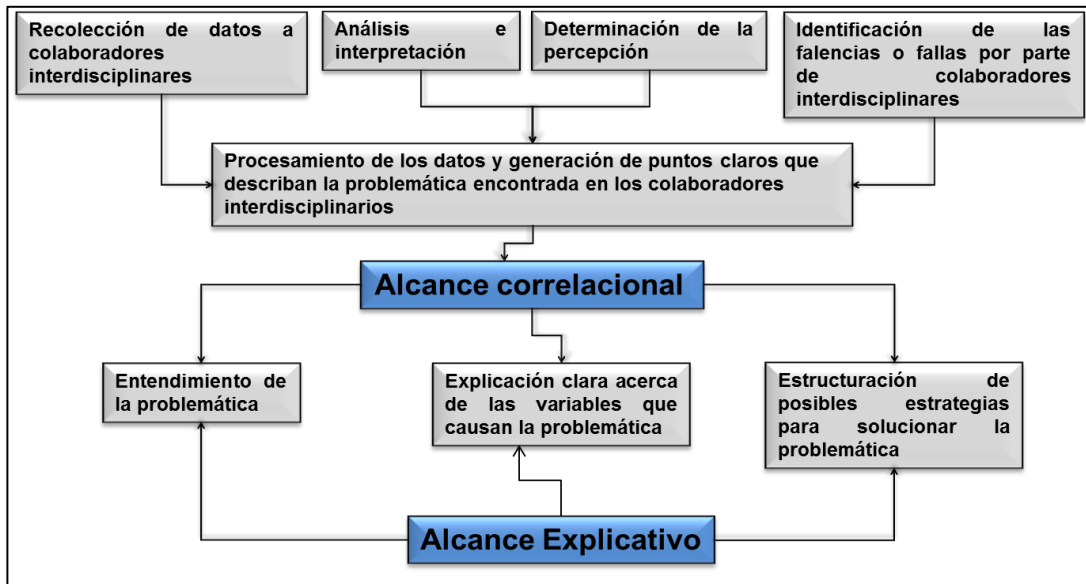 Recolección de datos a
colaboradores
interdisciplinares
Análisis e
interpretación
Determinación de la
percepción
Identificación de las
falencias o fallas por parte
de colaboradores
interdisciplinares
Procesamiento de los datos y generación de puntos claros que
describan la problemática encontrada en los colaboradores
interdisciplinarios
Alcance correlacional
Entendimiento de
la problemática
Explicación clara acerca
de las variables que
causan la problemática
Estructuración de
posibles estrategias
para solucionar la
problemática
Alcance Explicativo